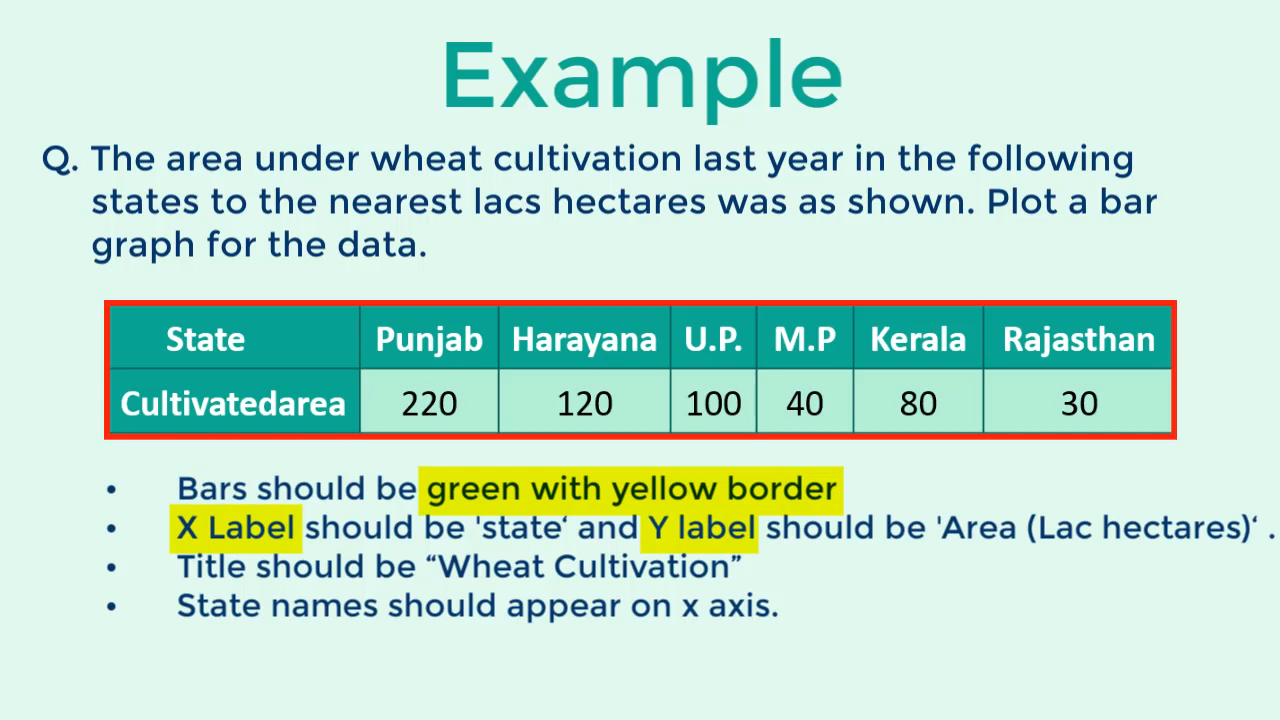 Example
Q. The area under wheat cultivation last year in the following
states to the nearest lacs hectares was as shown. Plot a bar
graph for the data.
State Punjab Harayana U.P. M.P Kerala Rajasthan
Cultivatedarea 220 120 100 40 80 30
• Bars should be green with yellow border
• X Label should be 'state‘ and Y label should be 'Area (Lac hectares)‘ .
• Title should be “Wheat Cultivation”
• State names should appear on x axis.